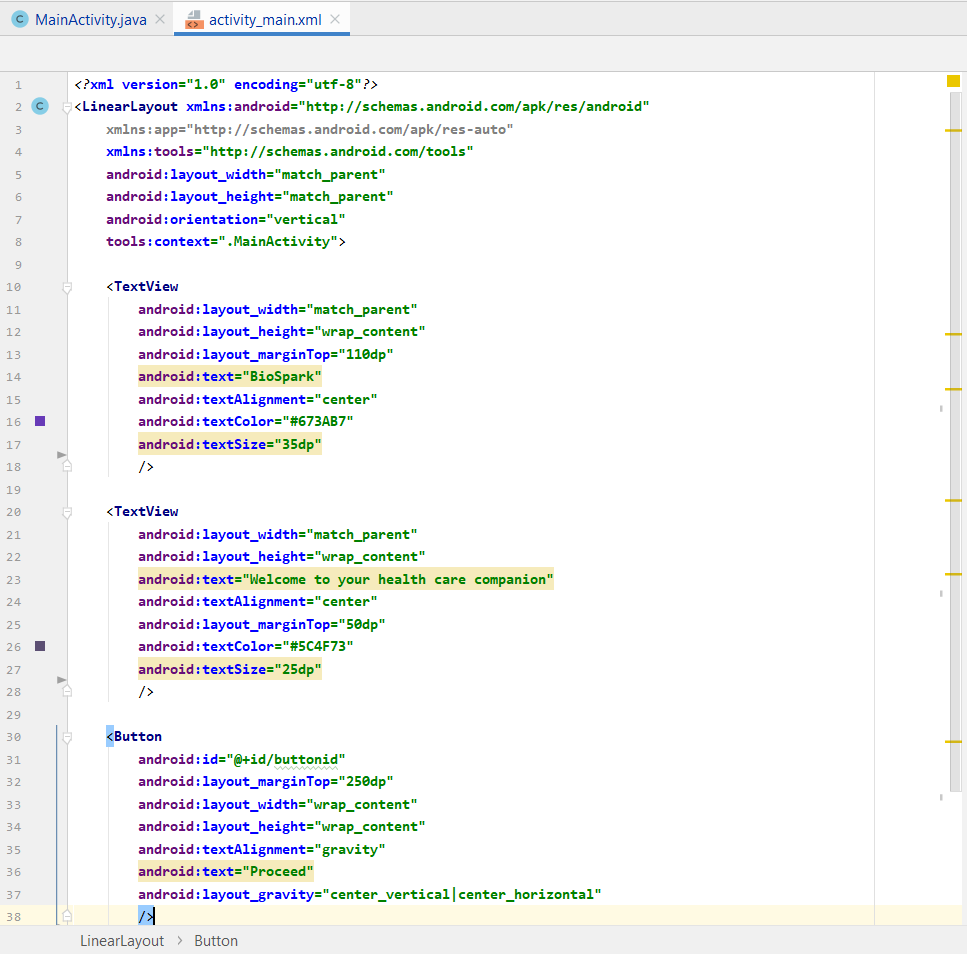 MainActivity.java
activity_main.xml
1 <?xml version="1.0" encoding="utf-8"?>
2 <LinearLayout xmlns:android="http://schemas.android.com/apk/res/android"
3 xmlns:app="http://schemas.android.com/apk/res-auto"
4 xmlns:tools="http://schemas.android.com/tools"
5 android:layout_width="match_parent"
6 android:layout_height="match_parent"
7 android:orientation="vertical"
8 tools:context=".MainActivity">
9
10 <TextView
11 android:layout_width="match_parent"
12 android:layout_height="wrap_content"
13 android:layout_marginTop="110dp"
14 android:text="BioSpark"
15 android:textAlignment="center"
16 android:textColor="#673AB7"
17 android:textSize="35dp"
18 />
19
20 <TextView
21 android:layout_width="match_parent"
22 android:layout_height="wrap_content"
23 android:text="Welcome to your health care companion"
24 android:textAlignment="center"
25 android:layout_marginTop="50dp"
26 android:textColor="#5C4F73"
27 android:textSize="25dp"
28 />
29
30 <Button
31 android:id="@+id/buttonid"
32 android:layout_marginTop="250dp"
33 android:layout_width="wrap_content"
34 android:layout_height="wrap_content"
35 android:textAlignment="gravity"
36 android:text="Proceed"
37 android:layout_gravity="center_vertical|center_horizontal"
38 />
LinearLayout > Button